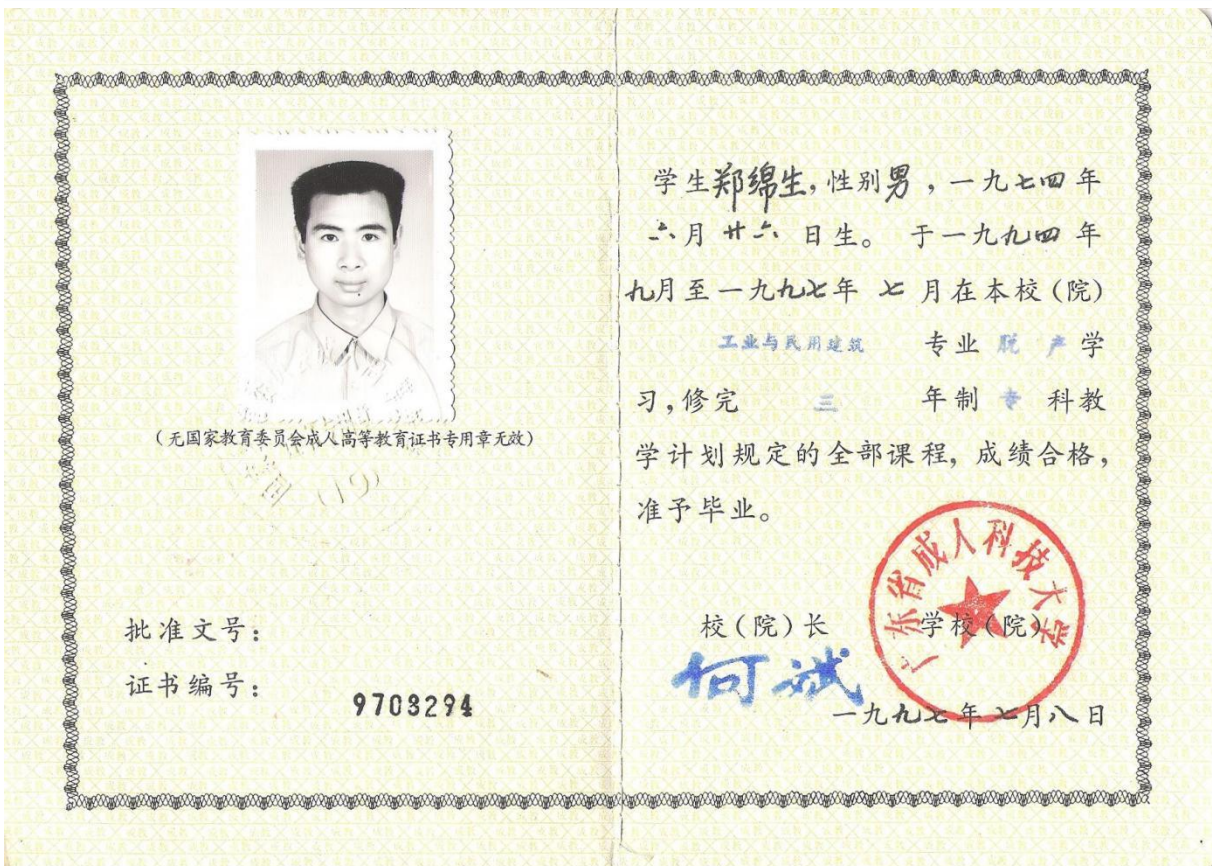 (无国家教育委员会成人高等教育证书专用章无效)
批准文号：
证书编号：
9703294
学生郑绵生，性别男，一九七四年
六月廿六日生。于一九九四年
九月至一九九七年七月在本校(院)
工业与民用建筑 专业脱产学
习，修完 三 年制专科教
学计划规定的全部课程，成绩合格，
准予毕业。
校(院)长 学校(院)
何斌
广东省成人科技大学
一九九七年七月八日